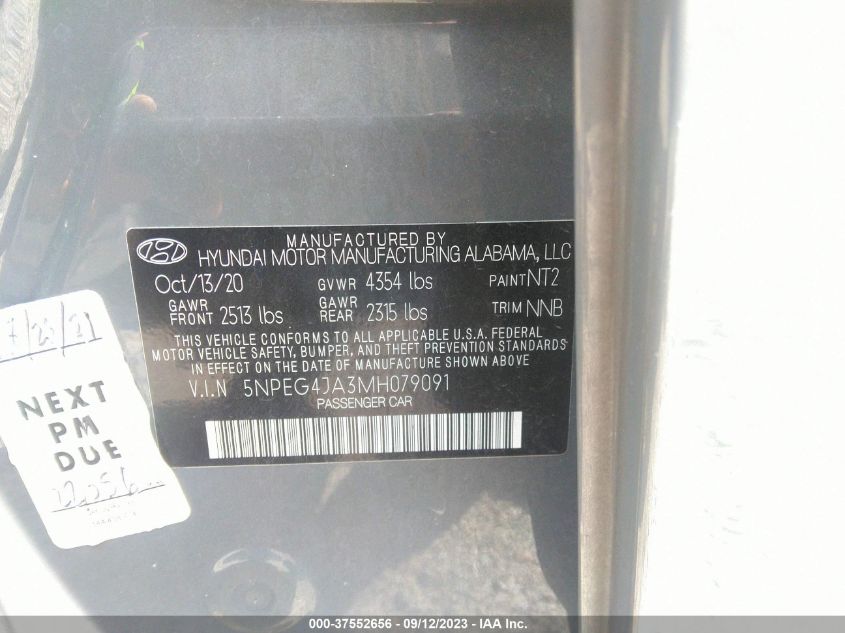 MANUFACTURED BY
HYUNDAI MOTOR MANUFACTURING ALABAMA, LLC
Oct/13/20 GVWR 4354 lbs PAINT NT2
GAWR FRONT 2513 lbs GAWR REAR 2315 lbs TRIM NNB
THIS VEHICLE CONFORMS TO ALL APPLICABLE U.S.A. FEDERAL
MOTOR VEHICLE SAFETY, BUMPER, AND THEFT PREVENTION STANDARDS
IN EFFECT ON THE DATE OF MANUFACTURE SHOWN ABOVE
V.I.N 5NPEG4JA3MH079091
PASSENGER CAR
NEXT
PM
DUE
000-37552656 - 09/12/2023 - IAA Inc.